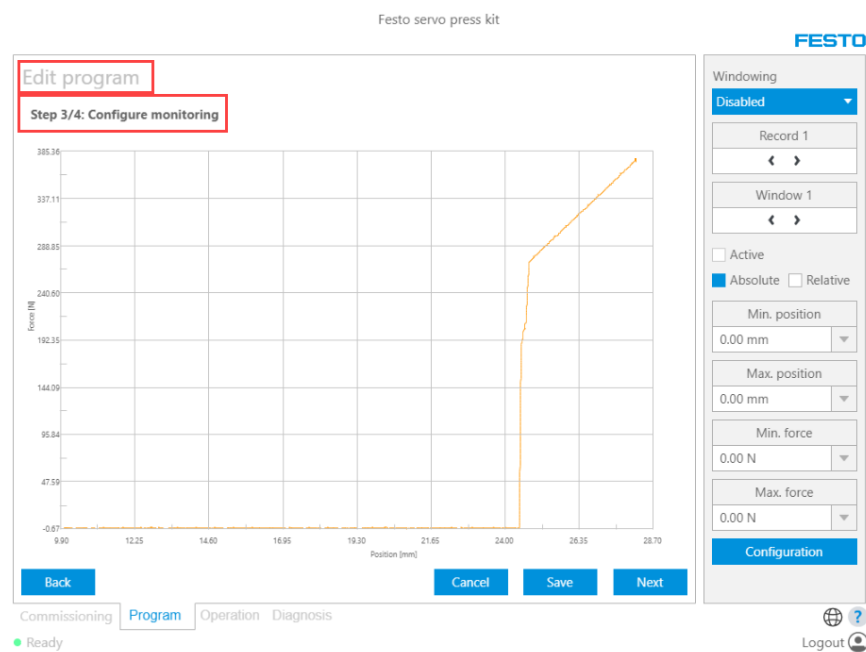 Festo servo press kit
FESTO
Edit program
Step 3/4: Configure monitoring
385.36
337.11
288.85
240.60
192.35
144.09
95.84
47.59
-0.67
Force [N]
9.90 12.25 14.60 16.95 19.30 21.65 24.00 26.35 28.70
Position [mm]
Back Cancel Save Next
Windowing
Disabled
Record 1
Window 1
Active
Absolute Relative
Min. position
0.00 mm
Max. position
0.00 mm
Min. force
0.00 N
Max. force
0.00 N
Configuration
Commissioning Program Operation Diagnosis
?
Ready
Logout